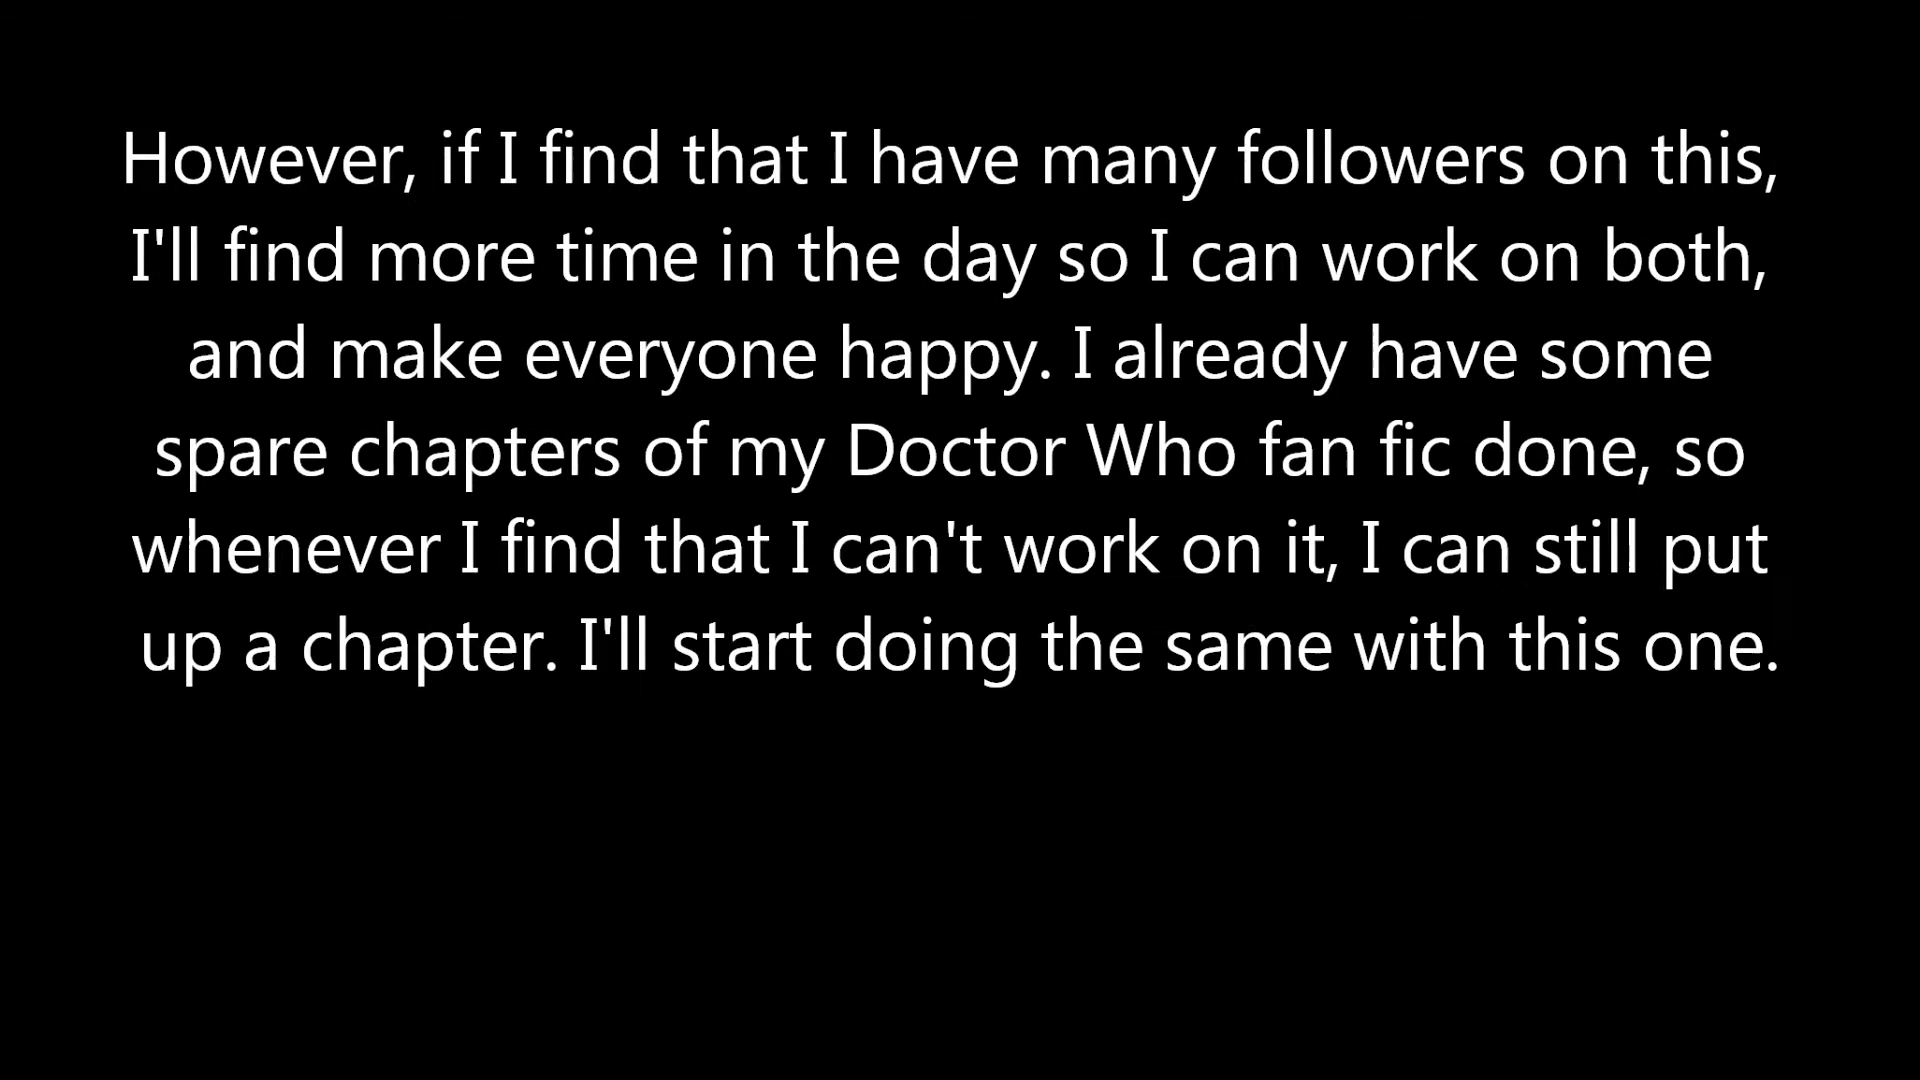 However, if I find that I have many followers on this,
I'll find more time in the day so I can work on both,
and make everyone happy. I already have some
spare chapters of my Doctor Who fan fic done, so
whenever I find that I can't work on it, I can still put
up a chapter. I'll start doing the same with this one.